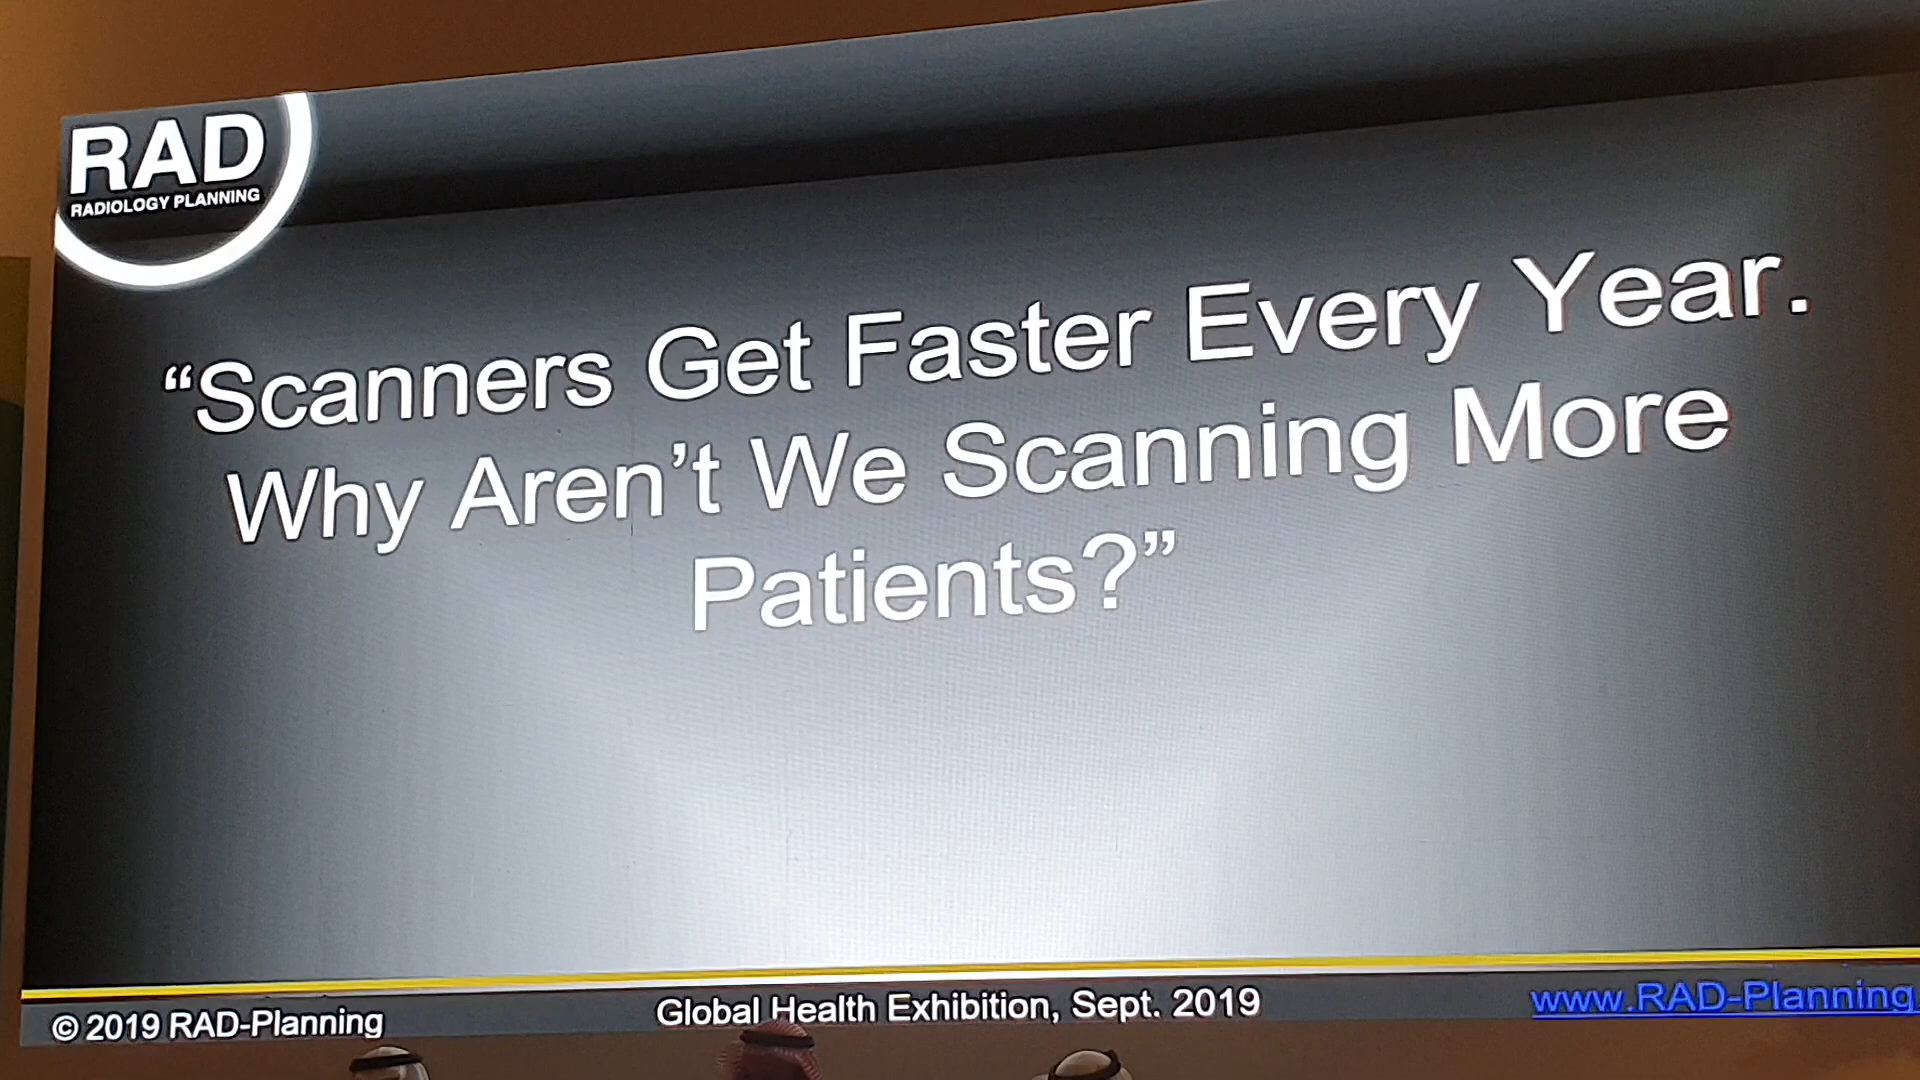 RAD
RADIOLOGY PLANNING
“Scanners Get Faster Every Year.
Why Aren’t We Scanning More
Patients?”
© 2019 RAD-Planning
Global Health Exhibition, Sept. 2019
www.RAD-Planning